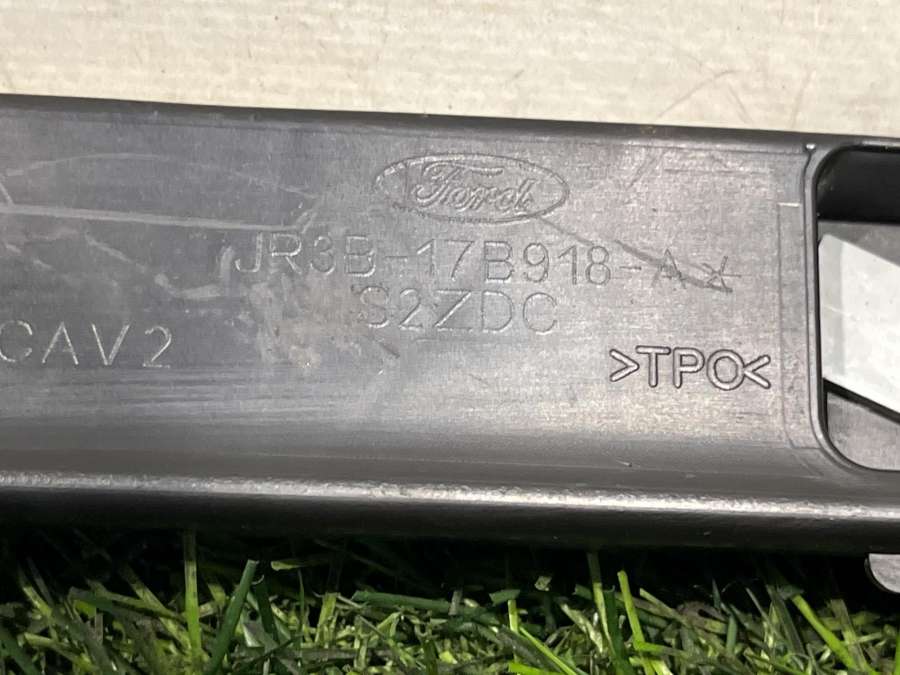 Ford
JR3B-17B918-A*
S2ZDC
CAV2
>TPO<